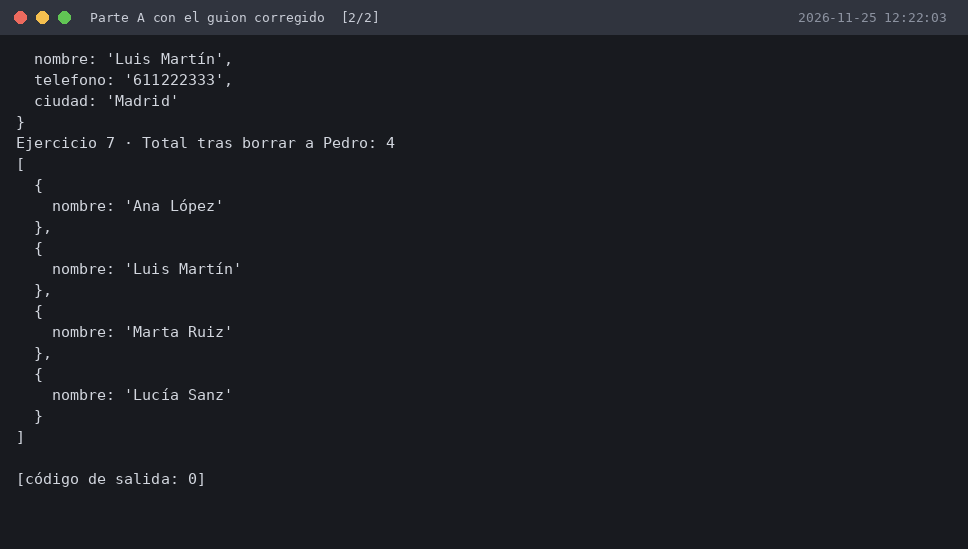 Parte A con el guion corregido [2/2]
2026-11-25 12:22:03
nombre: 'Luis Martín',
telefono: '611222333',
ciudad: 'Madrid'
}
Ejercicio 7 · Total tras borrar a Pedro: 4
[
{
nombre: 'Ana López'
},
{
nombre: 'Luis Martín'
},
{
nombre: 'Marta Ruiz'
},
{
nombre: 'Lucía Sanz'
}
]
[código de salida: 0]